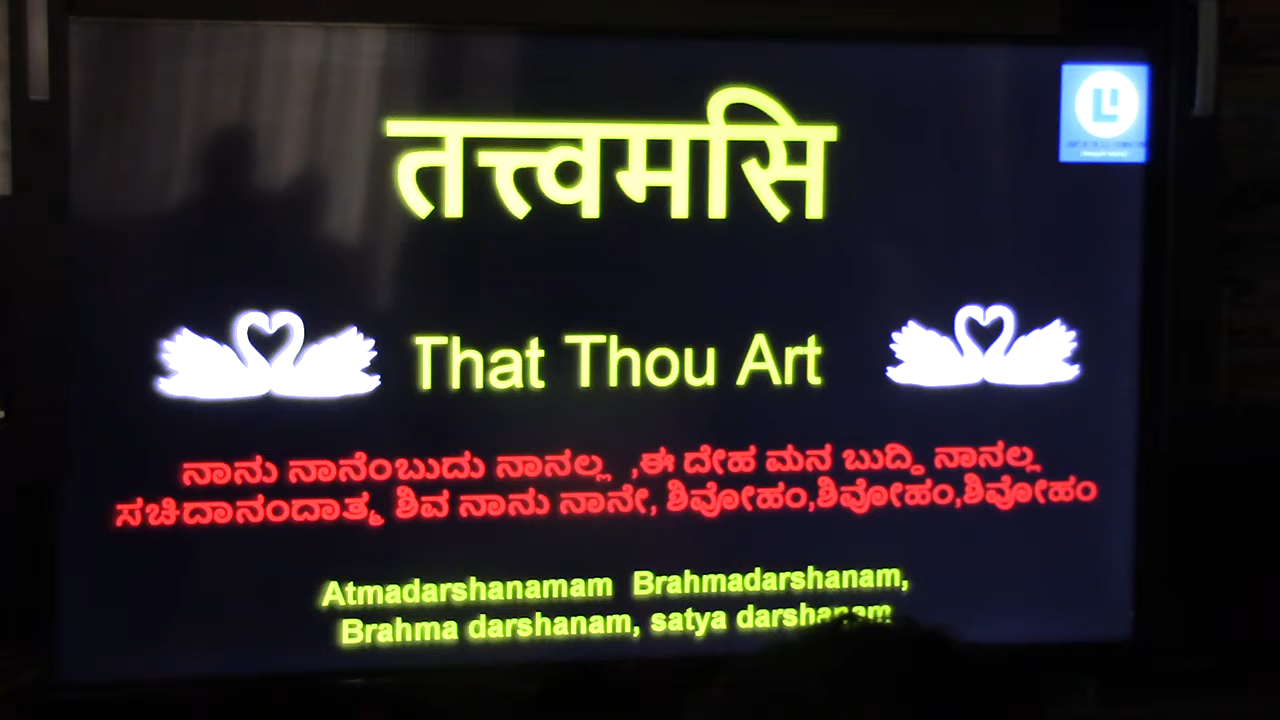 तत्त्वमसि
That Thou Art
ನಾನು ನಾನೆಂಬುದು ನಾನಲ್ಲ ,ಈ ದೇಹ ಮನ ಬುದ್ಧಿ ನಾನಲ್ಲ
ಸಚಿದಾನಂದಾತ್ಮ ಶಿವ ನಾನು ನಾನೇ, ಶಿವೋಹಂ,ಶಿವೋಹಂ,ಶಿವೋಹಂ
Atmadarshanamam Brahmadarshanam,
Brahma darshanam, satya darshanam